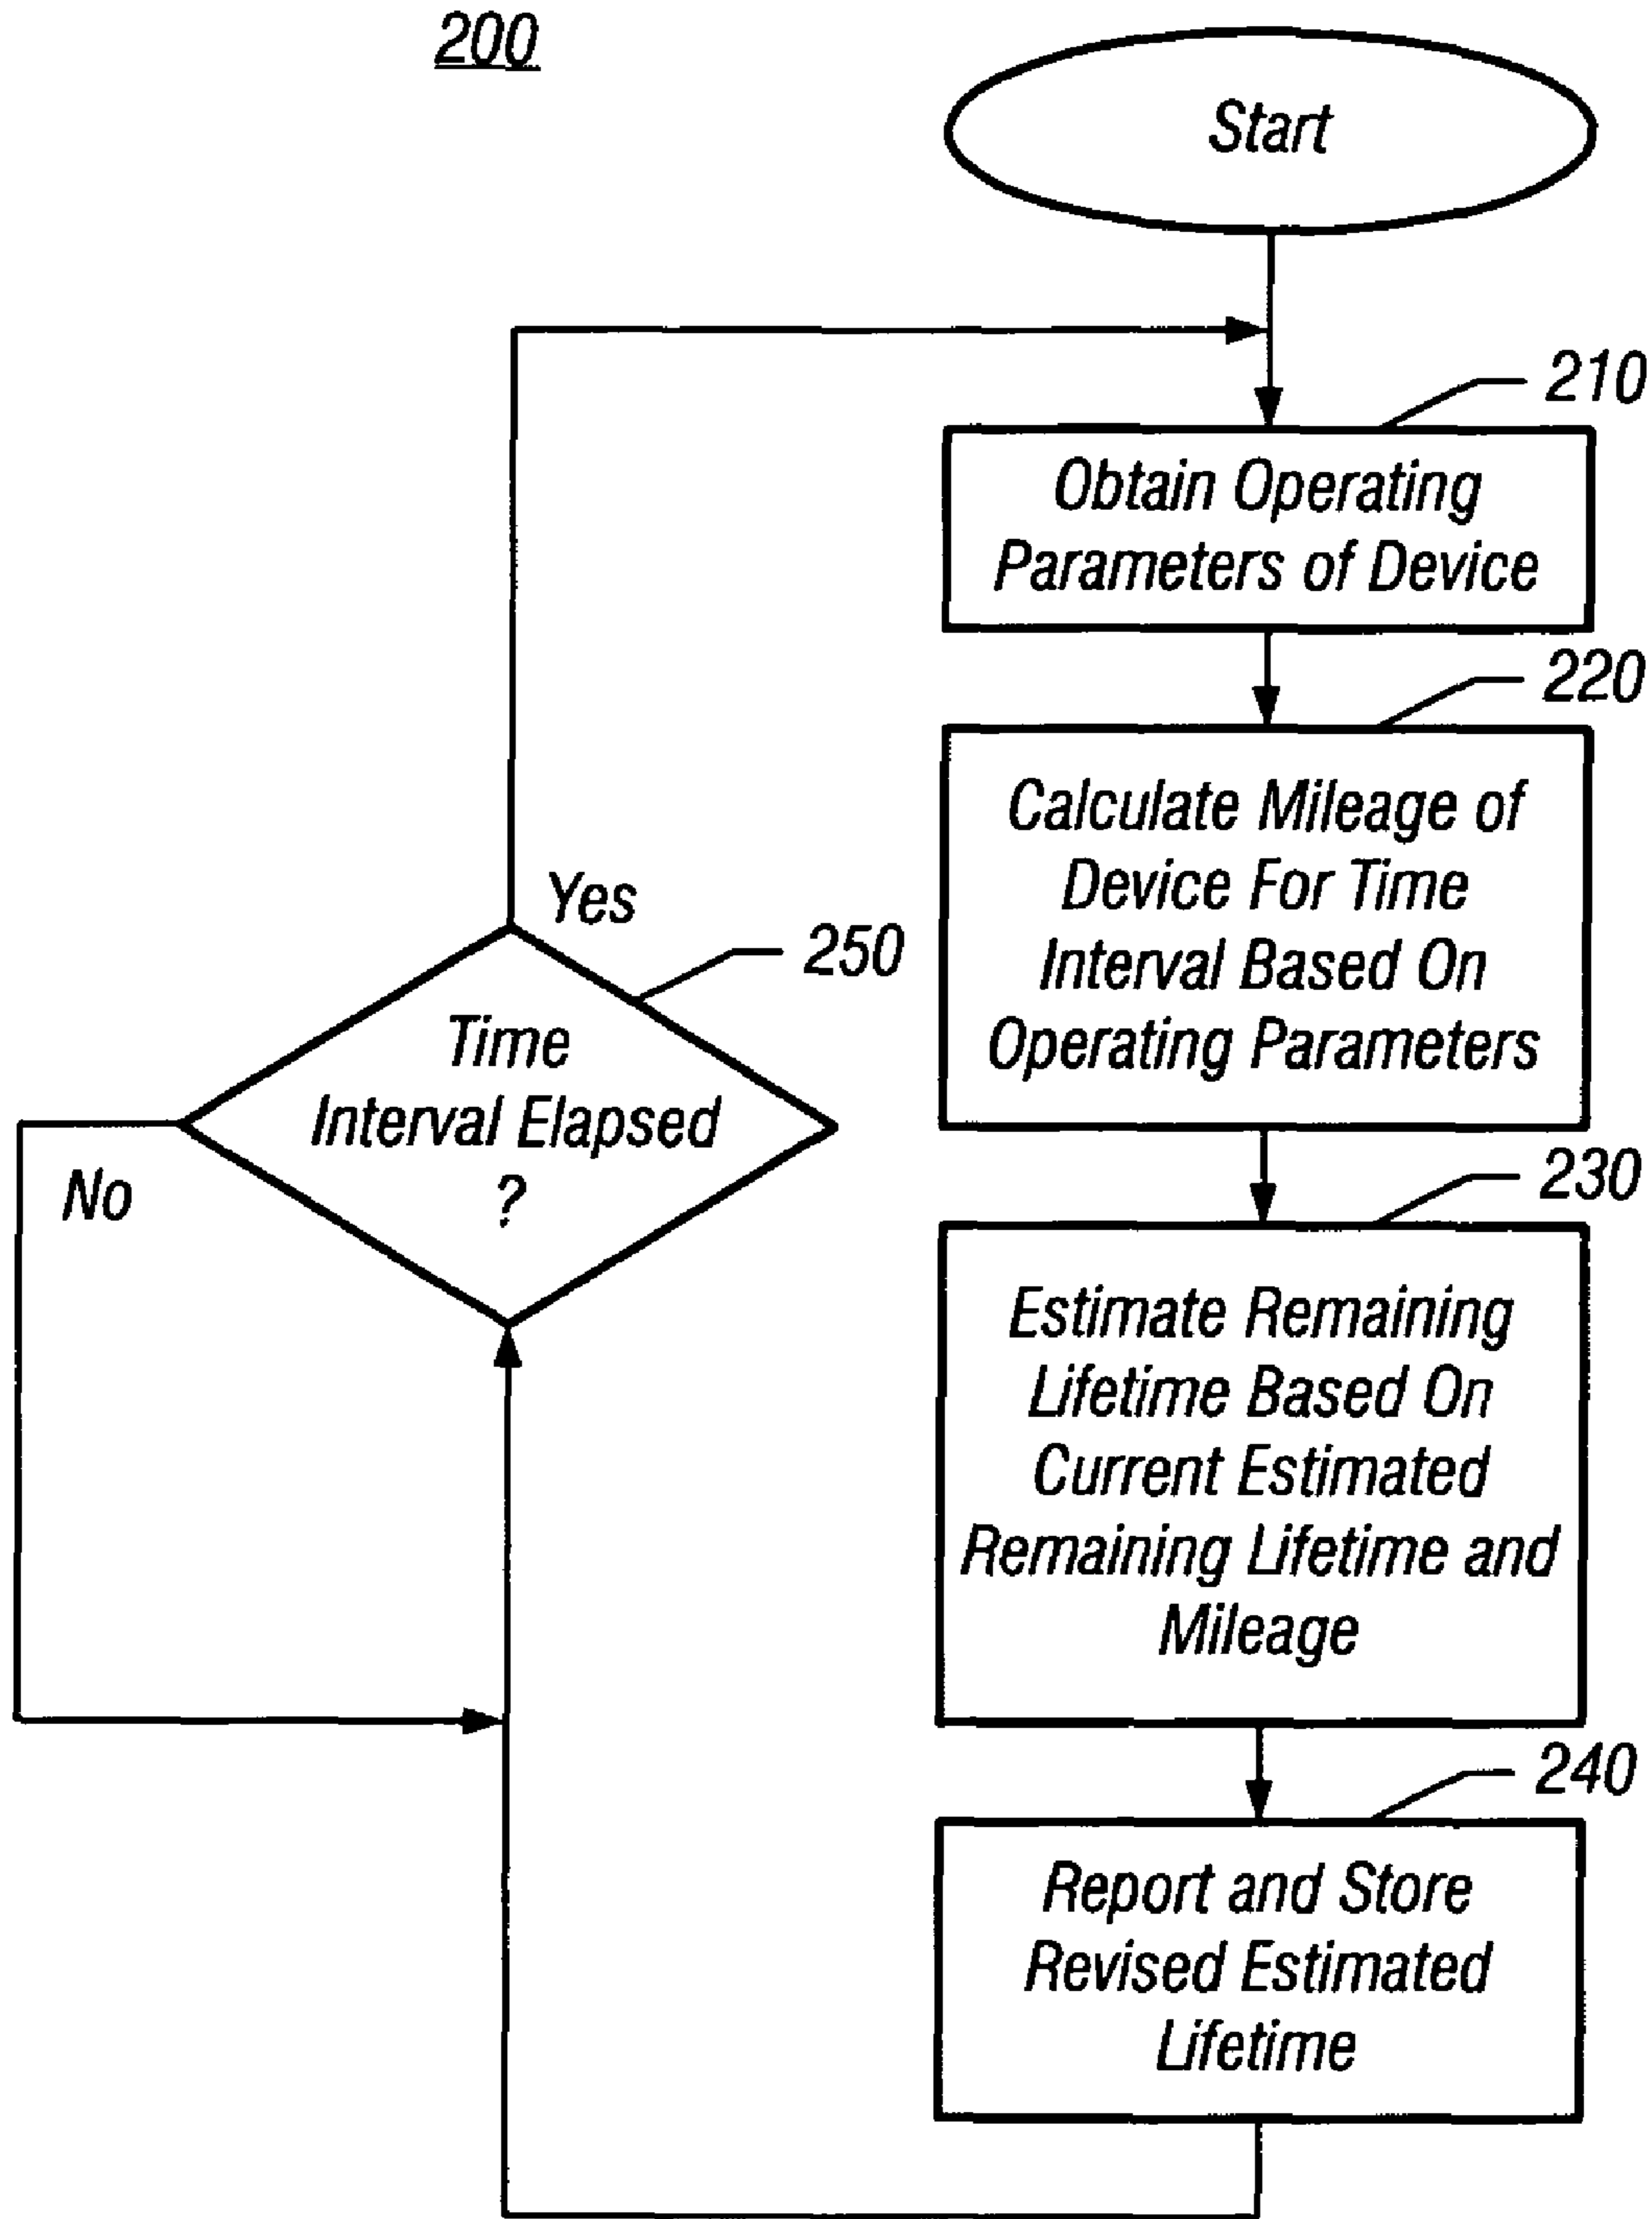 200
Start
210
Obtain Operating
Parameters of Device
220
Calculate Mileage of
Device For Time
Interval Based On
Operating Parameters
Yes
250
Time
Interval Elapsed
?
No
230
Estimate Remaining
Lifetime Based On
Current Estimated
Remaining Lifetime and
Mileage
240
Report and Store
Revised Estimated
Lifetime